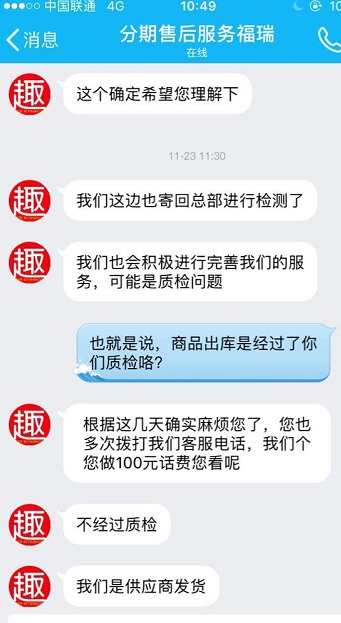 中国联通 4G 10:49
消息
分期售后服务福瑞
在线
趣
这个确定希望您理解下
11-23 11:30
趣
我们这边也寄回总部进行检测了
趣
我们也会积极进行完善我们的服
务，可能是质检问题
也就是说，商品出库是经过了你
们质检咯?
趣
根据这几天确实麻烦您了，您也
多次拨打我们客服电话，我们个
您做100元话费您看呢
趣
不经过质检
趣
我们是供应商发货